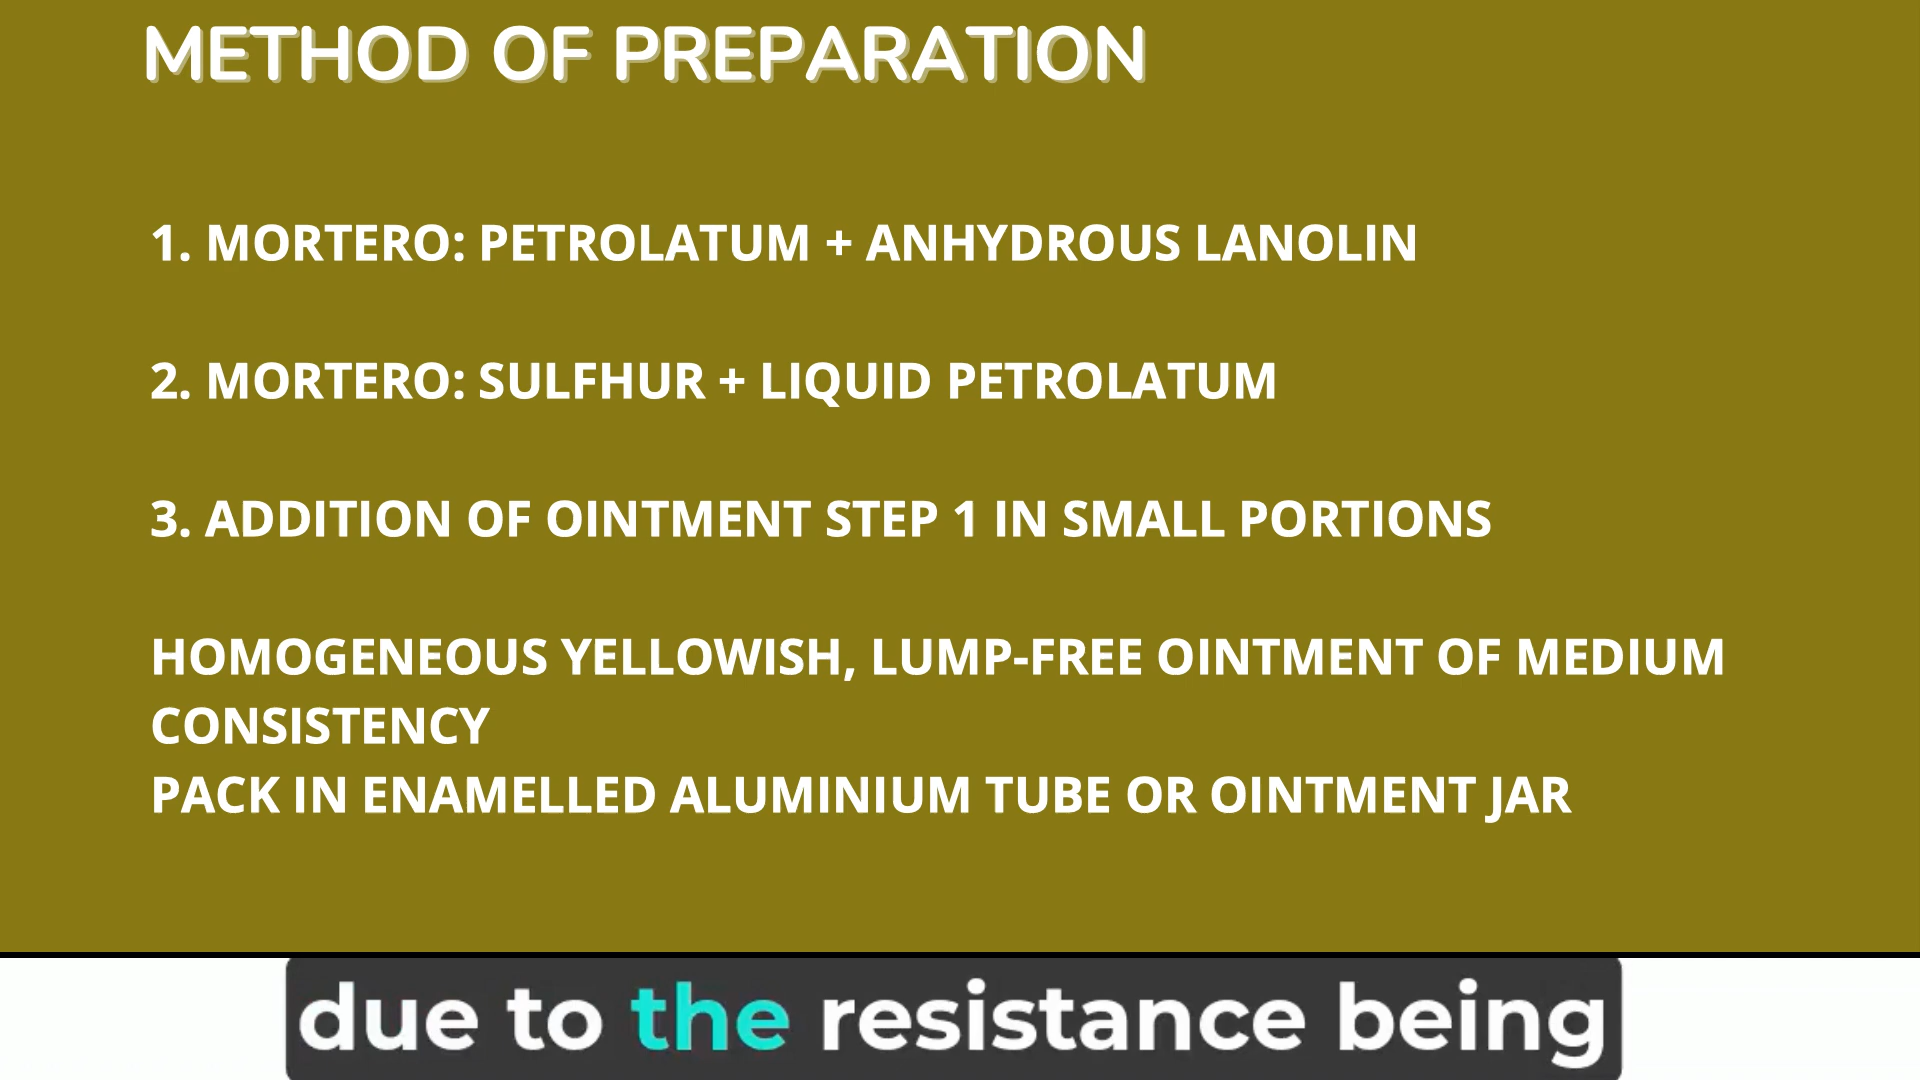 METHOD OF PREPARATION
1. MORTERO: PETROLATUM + ANHYDROUS LANOLIN
2. MORTERO: SULFHUR + LIQUID PETROLATUM
3. ADDITION OF OINTMENT STEP 1 IN SMALL PORTIONS
HOMOGENEOUS YELLOWISH, LUMP-FREE OINTMENT OF MEDIUM
CONSISTENCY
PACK IN ENAMELLED ALUMINIUM TUBE OR OINTMENT JAR
due to the resistance being